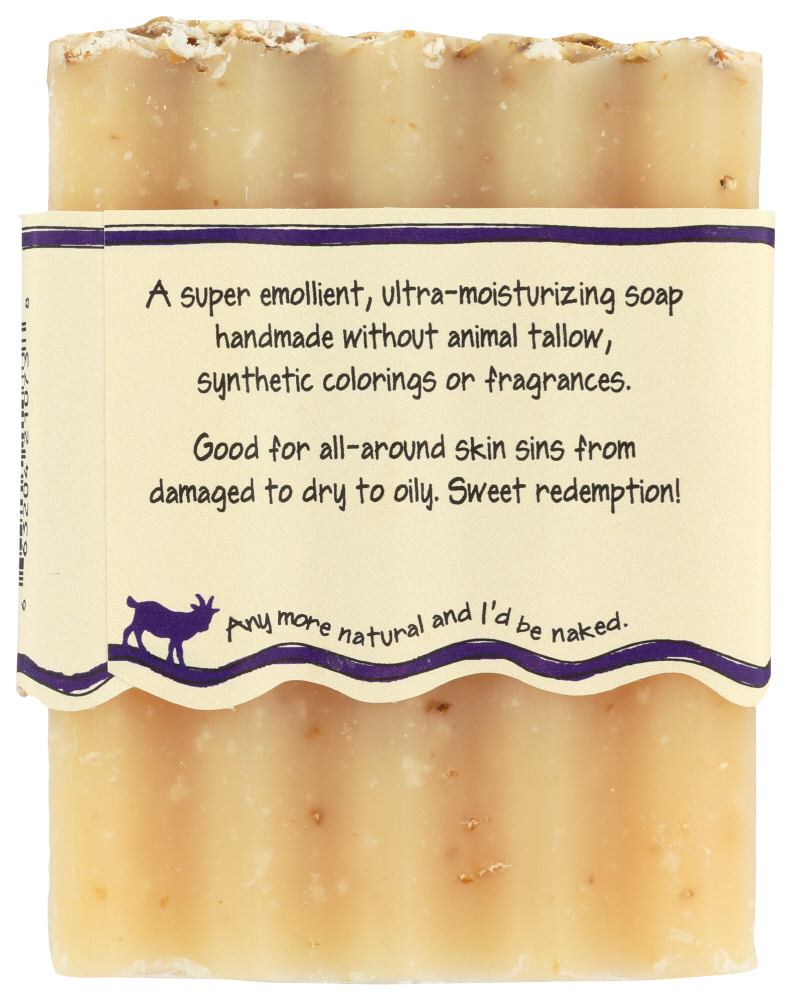 A super emollient, ultra-moisturizing soap
handmade without animal tallow,
synthetic colorings or fragrances.
Good for all-around skin sins from
damaged to dry to oily. Sweet redemption!
Any more natural and I'd be naked.